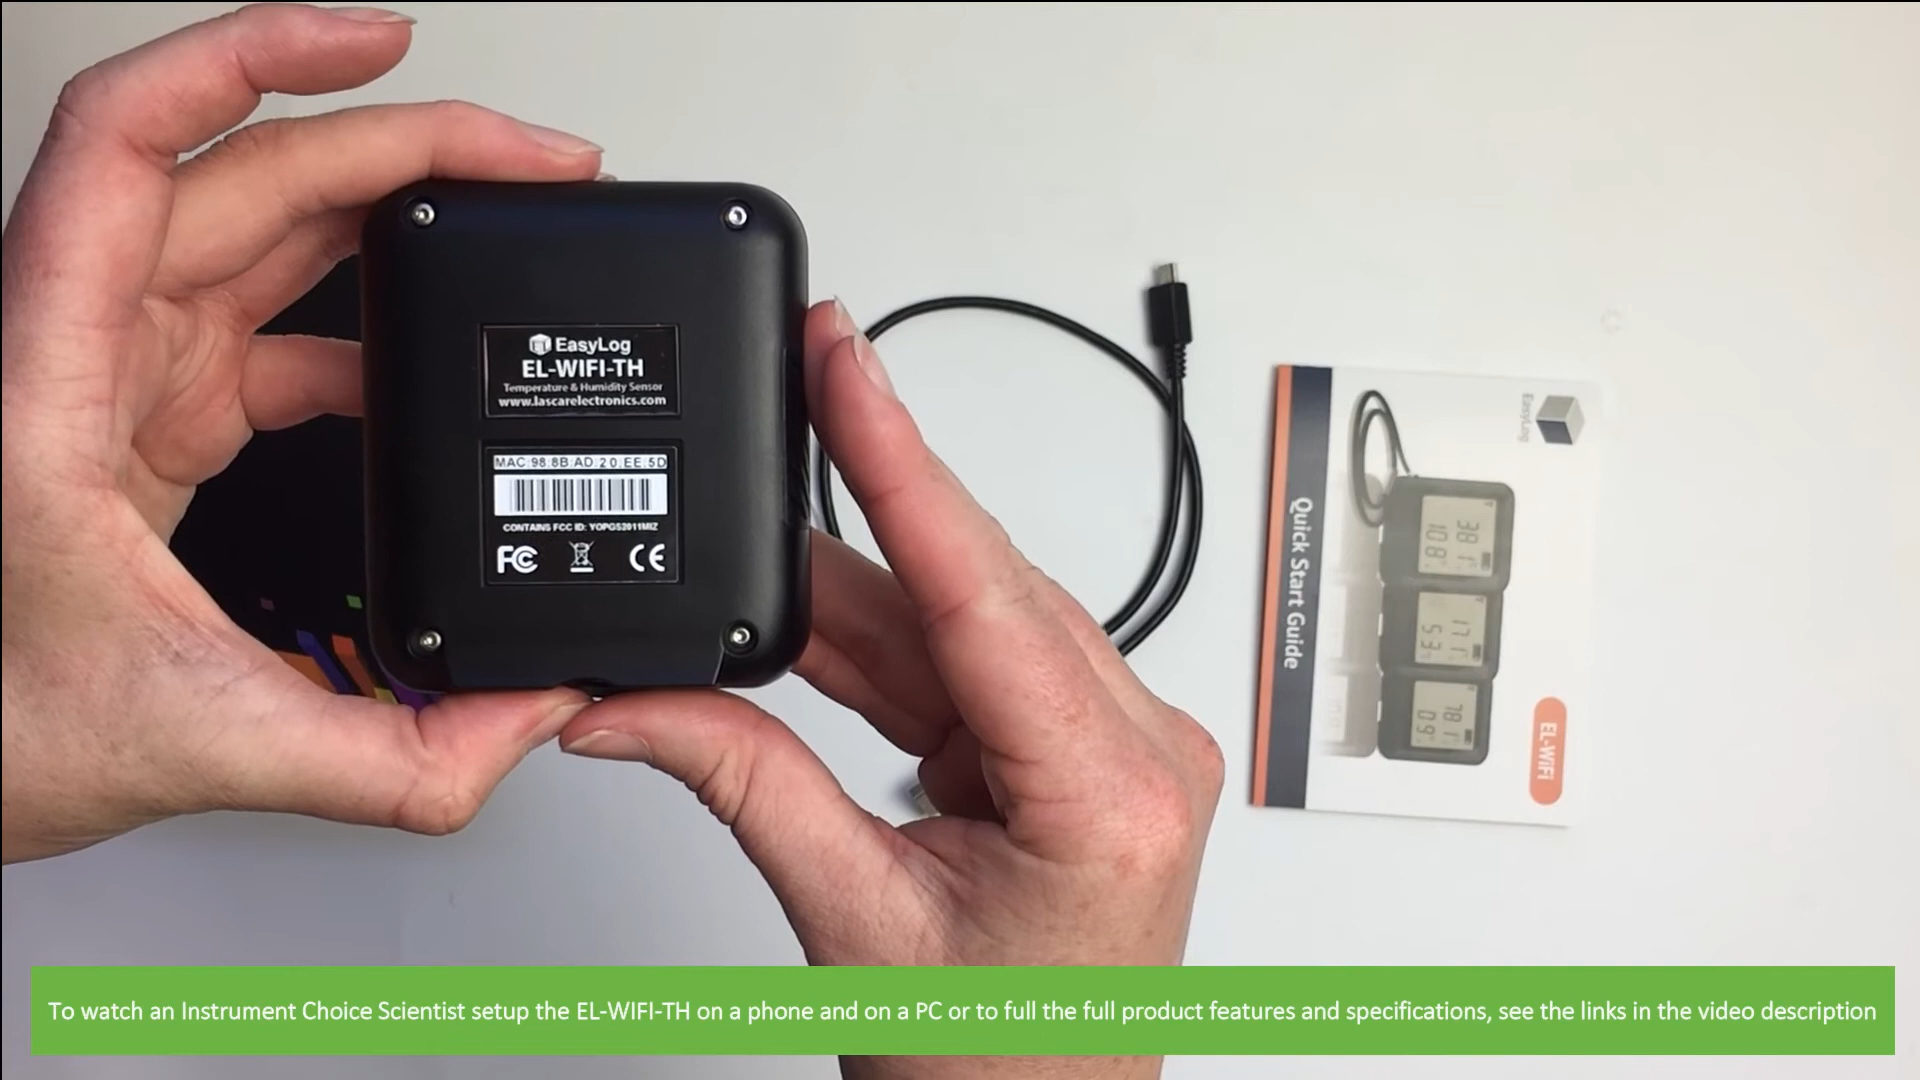 EasyLog
EL-WIFI-TH
Temperature & Humidity Sensor
www.lascarelectronics.com
MAC:98:8B:AD:20:EE:5D
CONTAINS FCC ID: YOPGS2011MIZ
FC CE
EasyLog
Quick Start Guide
EL-WiFi
To watch an Instrument Choice Scientist setup the EL-WIFI-TH on a phone and on a PC or to full the full product features and specifications, see the links in the video description